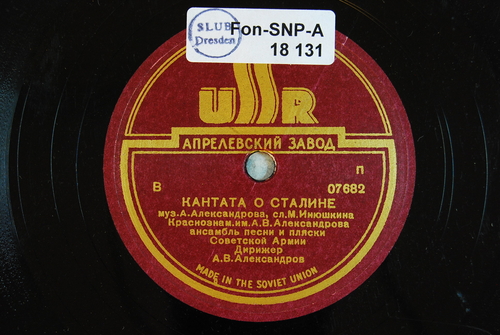 SLUB
Dresden
Fon-SNP-A
18 131
USSR
АПРЕЛЕВСКИЙ ЗАВОД
В
П
07682
КАНТАТА О СТАЛИНЕ
муз. А. Александрова, сл. М. Инюшкина
Краснознам. им. А. В. Александрова
ансамбль песни и пляски
Советской Армии
Дирижер
А. В. Александров
MADE IN THE SOVIET UNION